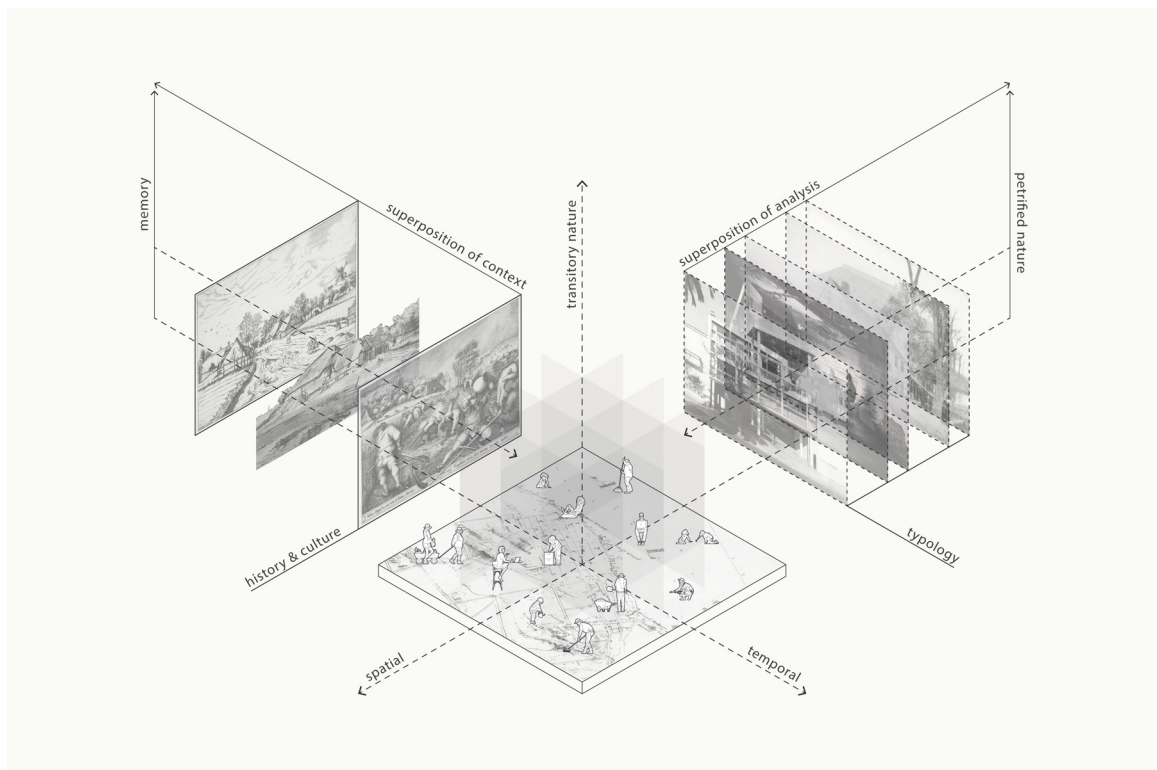 memory
superposition of context
transitory nature
superposition of analysis
petrified nature
history & culture
typology
spatial
temporal